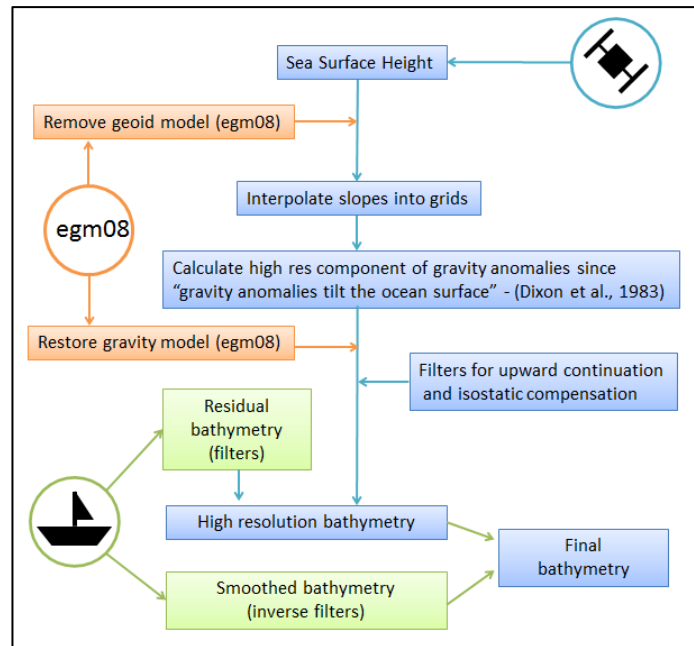 Sea Surface Height
Remove geoid model (egm08)
Interpolate slopes into grids
egm08
Calculate high res component of gravity anomalies since
“gravity anomalies tilt the ocean surface” - (Dixon et al., 1983)
Restore gravity model (egm08)
Filters for upward continuation
and isostatic compensation
Residual
bathymetry
(filters)
High resolution bathymetry
Final
bathymetry
Smoothed bathymetry
(inverse filters)